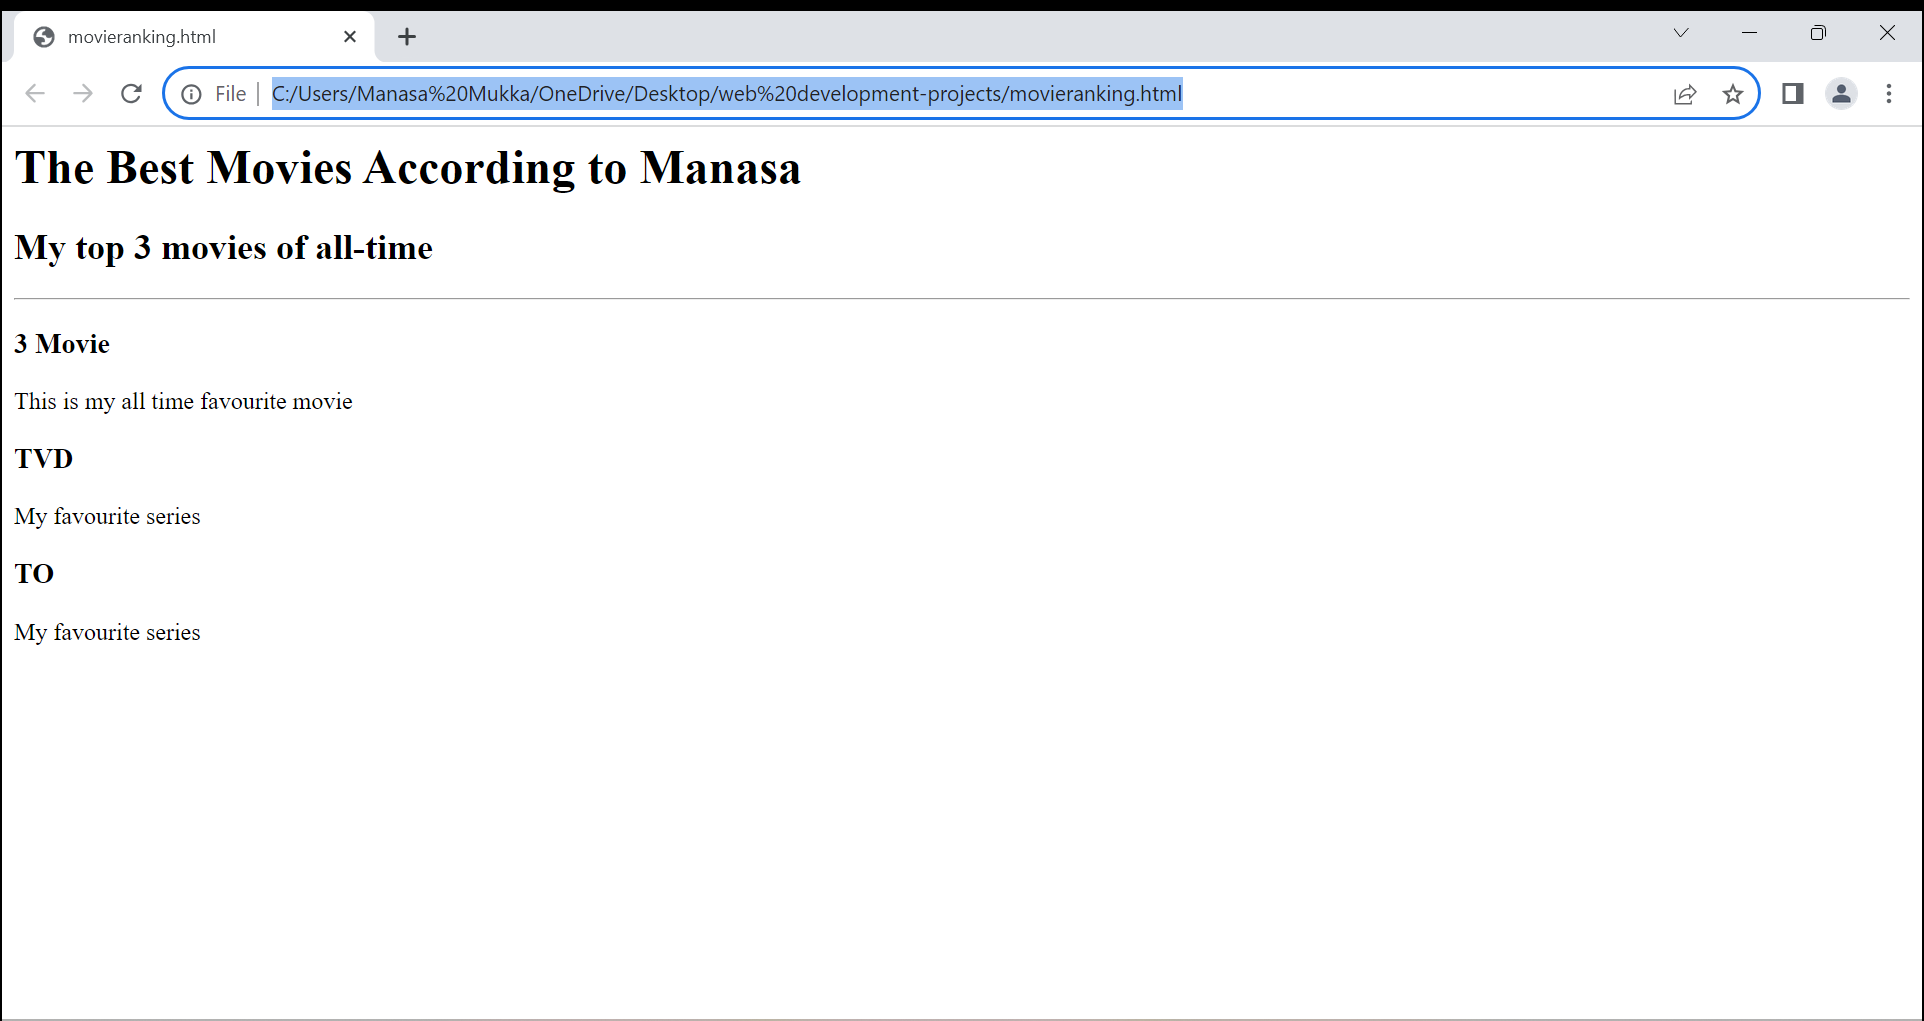 movieranking.html
File
C:/Users/Manasa%20Mukka/OneDrive/Desktop/web%20development-projects/movieranking.html
The Best Movies According to Manasa
My top 3 movies of all-time
3 Movie
This is my all time favourite movie
TVD
My favourite series
TO
My favourite series